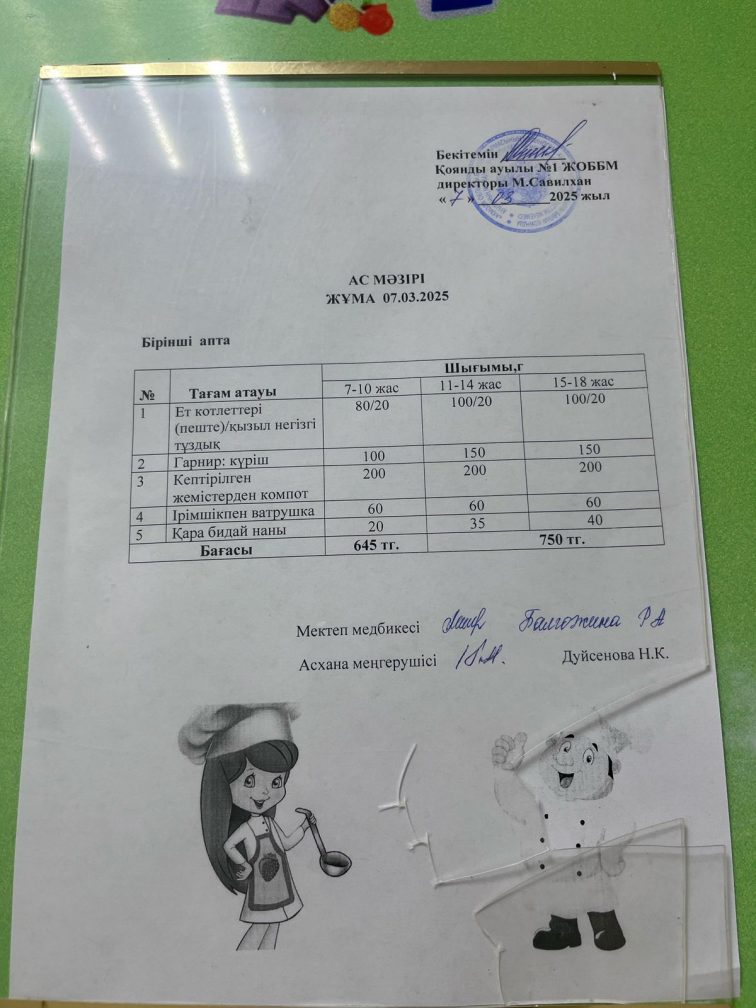 Бекітемін
Қоянды ауылы №1 ЖОББМ
директоры М.Савилхан
« 7 » 03 2025 жыл
АС МӘЗІРІ
ЖҰМА 07.03.2025
Бірінші апта
№ Тағам атауы Шығымы,г
7-10 жас 11-14 жас 15-18 жас
1 Ет котлеттері 80/20 100/20 100/20
(пеште)/қызыл негізгі
тұздық
2 Гарнир: күріш 100 150 150
3 Кептірілген 200 200 200
жемістерден компот
4 Ірімшікпен ватрушка 60 60 60
5 Қара бидай наны 20 35 40
Бағасы 645 тг. 750 тг.
Мектеп медбикесі Балгожина Р А
Асхана меңгерушісі Дуйсенова Н.К.